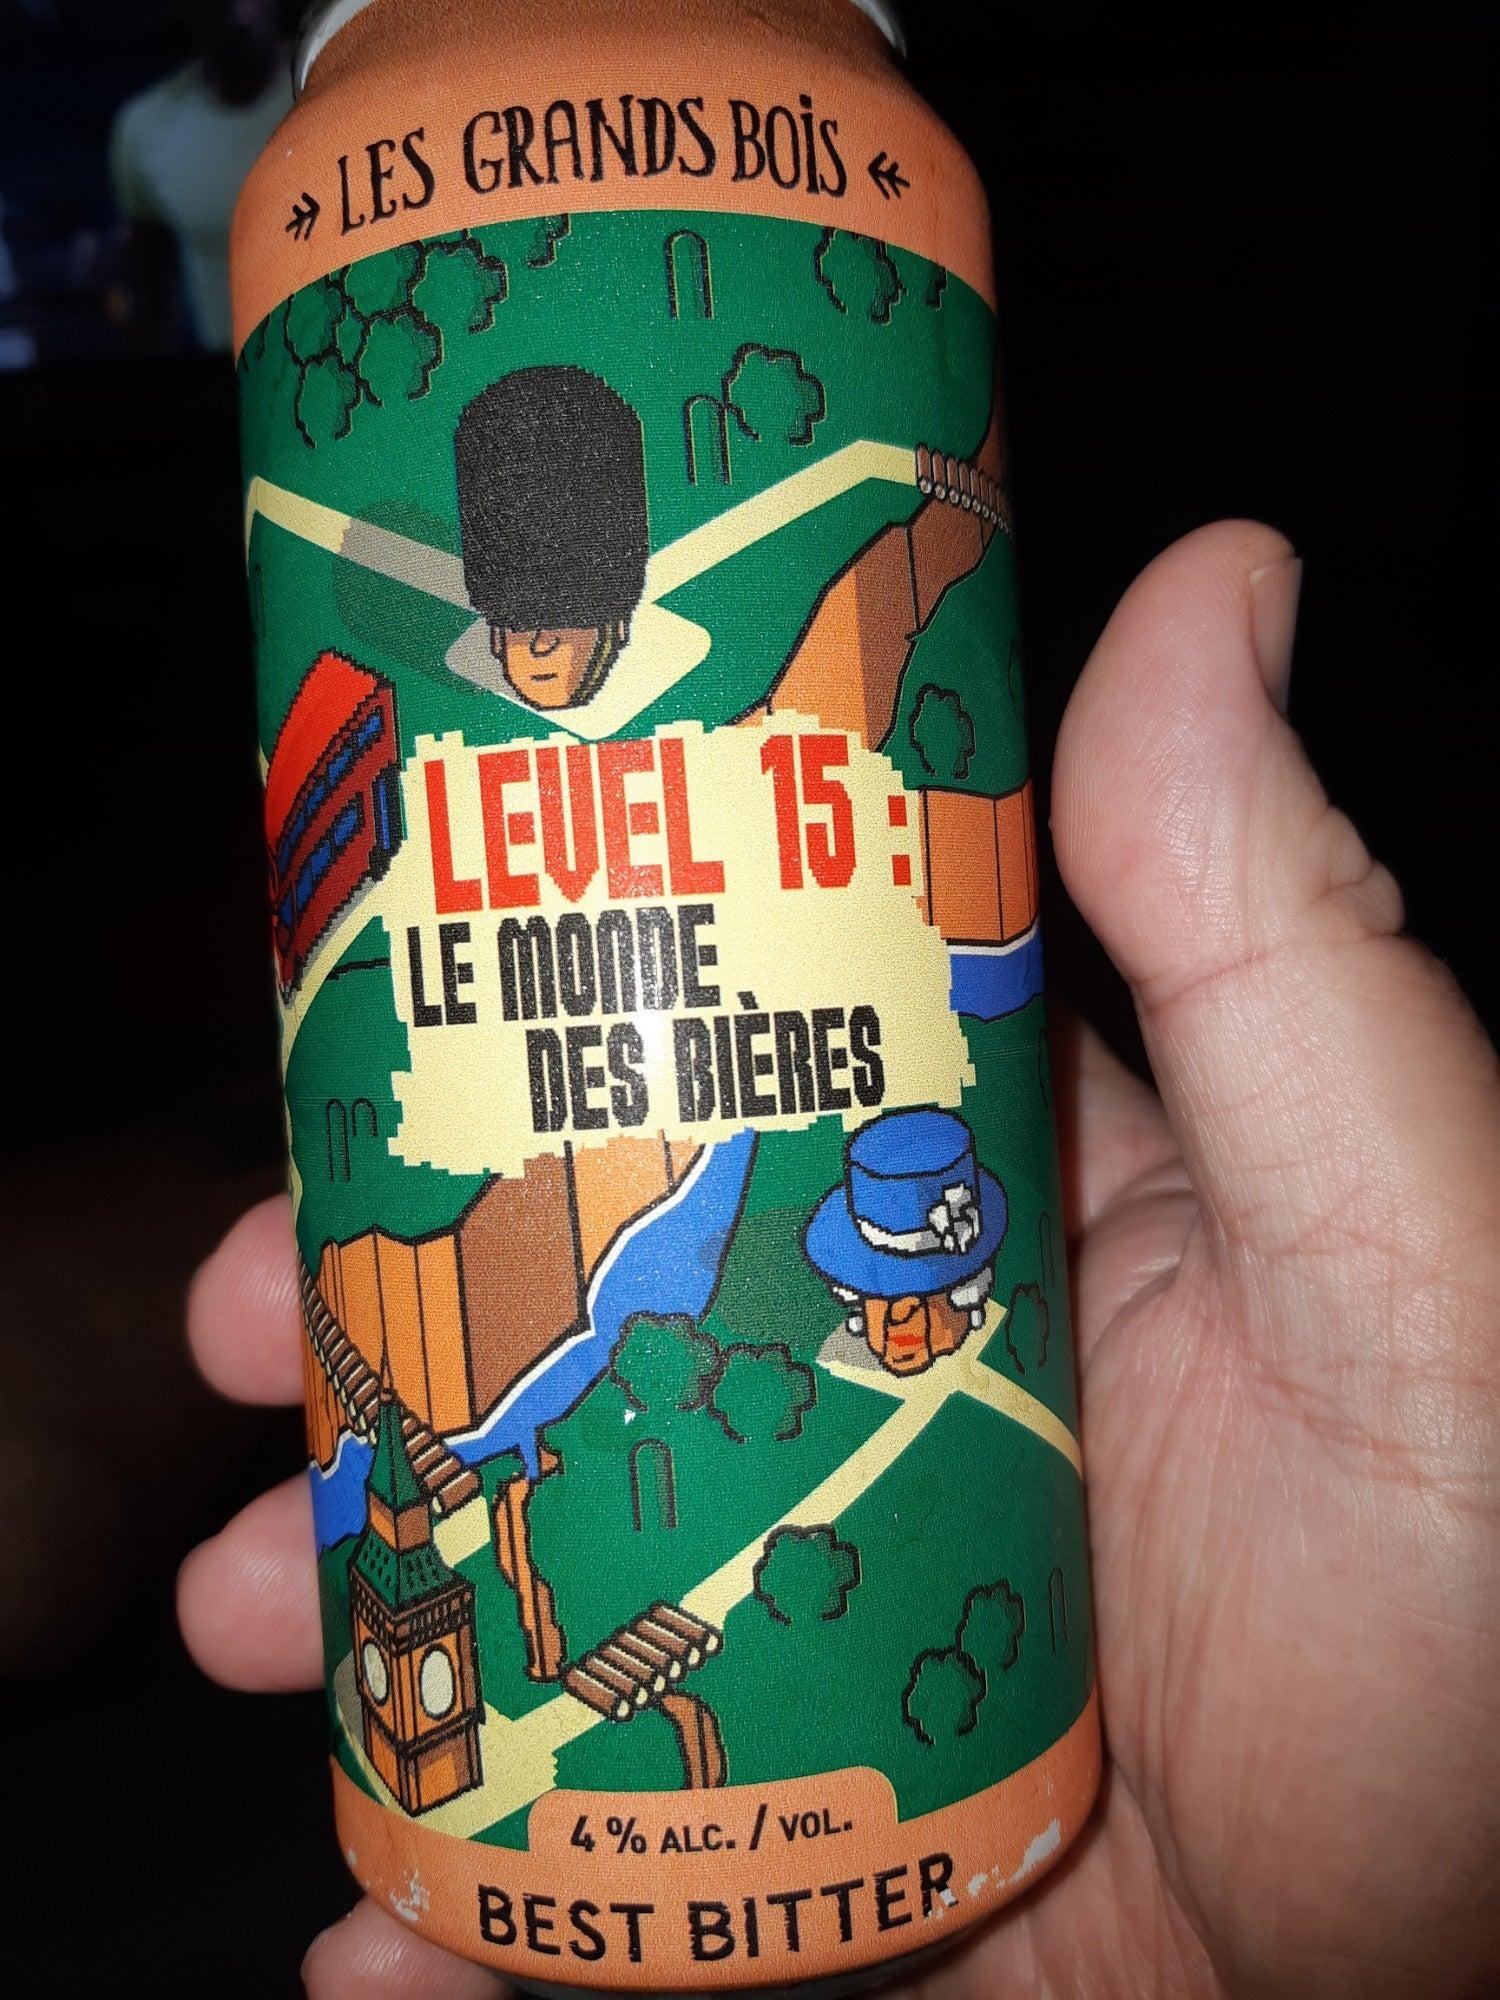 LES GRANDS BOIS
LEVEL 15 :
LE MONDE
DES BIÈRES
4 % ALC. / VOL.
BEST BITTER